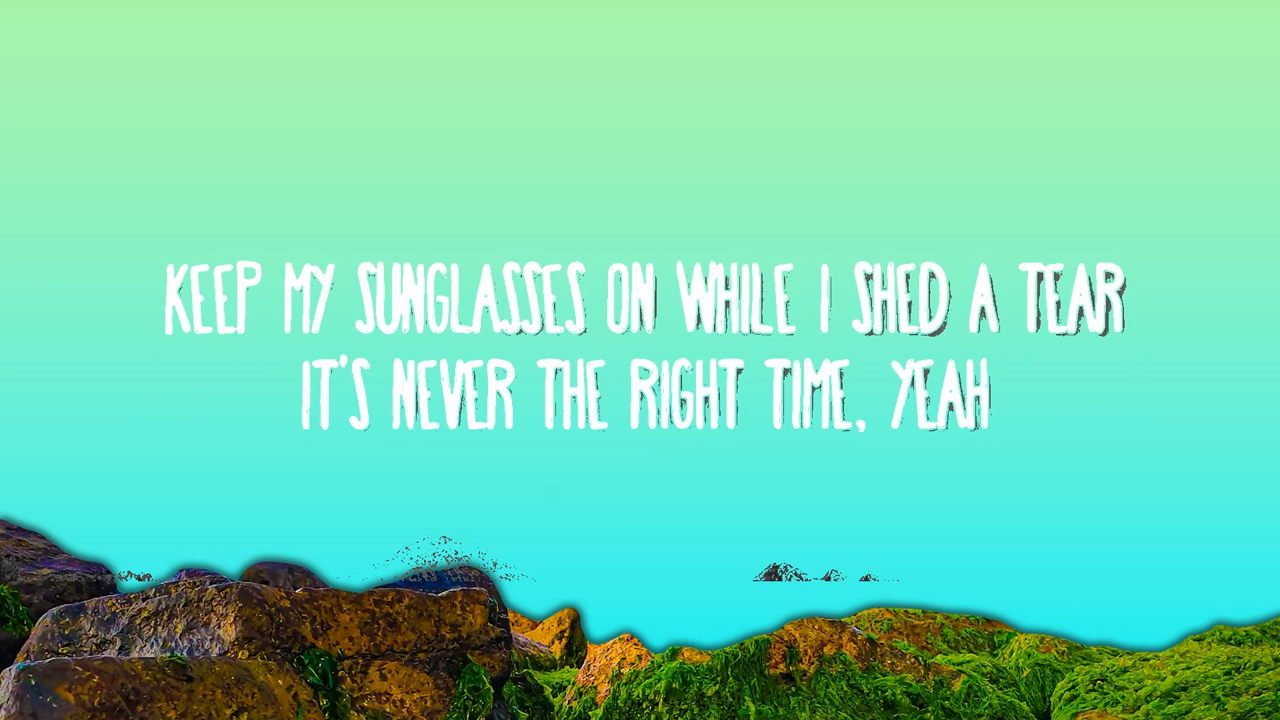 KEEP MY SUNGLASSES ON WHILE I SHED A TEAR
IT'S NEVER THE RIGHT TIME, YEAH